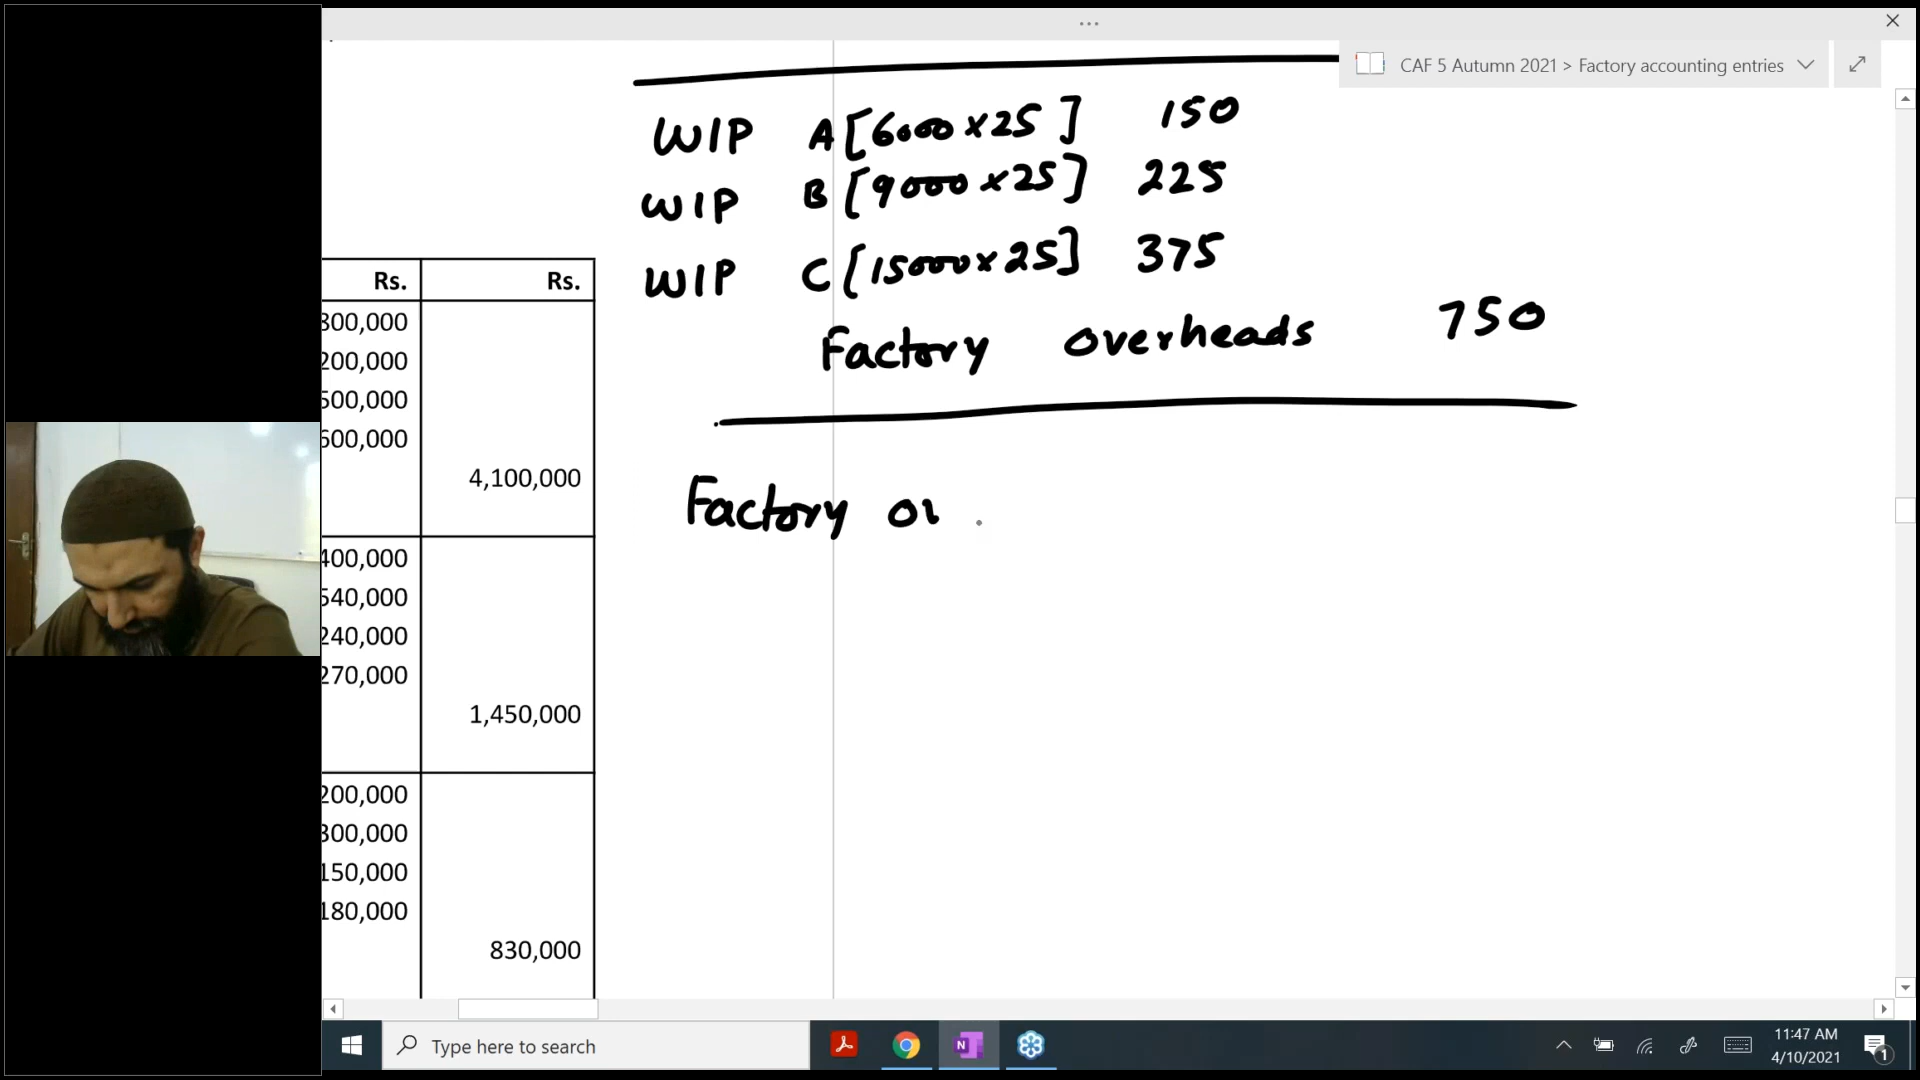 CAF 5 Autumn 2021 > Factory accounting entries
WIP A [6000 × 25] 150
WIP B [9000 × 25] 225
WIP C [15000 × 25] 375
Factory overheads 750
Factory ov
Rs. Rs.
300,000
200,000
500,000
600,000
4,100,000
400,000
540,000
240,000
270,000
1,450,000
200,000
300,000
150,000
180,000
830,000
Type here to search
11:47 AM
4/10/2021
1